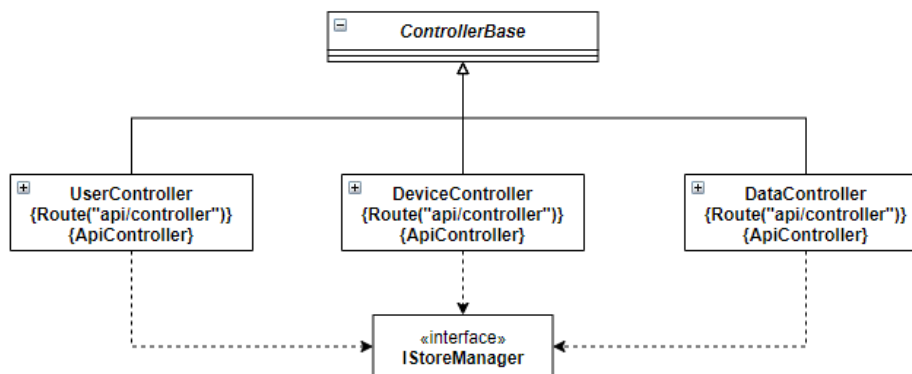 ControllerBase
UserController
{Route("api/controller")}
{ApiController}
DeviceController
{Route("api/controller")}
{ApiController}
DataController
{Route("api/controller")}
{ApiController}
«interface»
IStoreManager